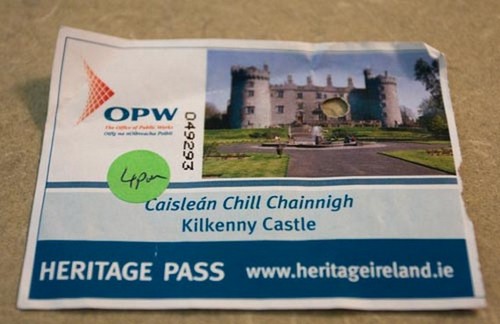 OPW
The Office of Public Works
Oifig na nOibreacha Poiblí
049293
4pm
Caisleán Chill Chainnigh
Kilkenny Castle
HERITAGE PASS www.heritageireland.ie